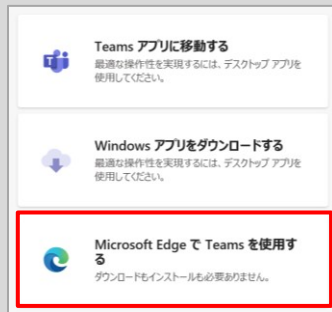 Teams アプリに移動する
最適な操作性を実現するには、デスクトップ アプリを
使用してください。
Windows アプリをダウンロードする
最適な操作性を実現するには、デスクトップ アプリを
使用してください。
Microsoft Edge で Teams を使用す
る
ダウンロードもインストールも必要ありません。